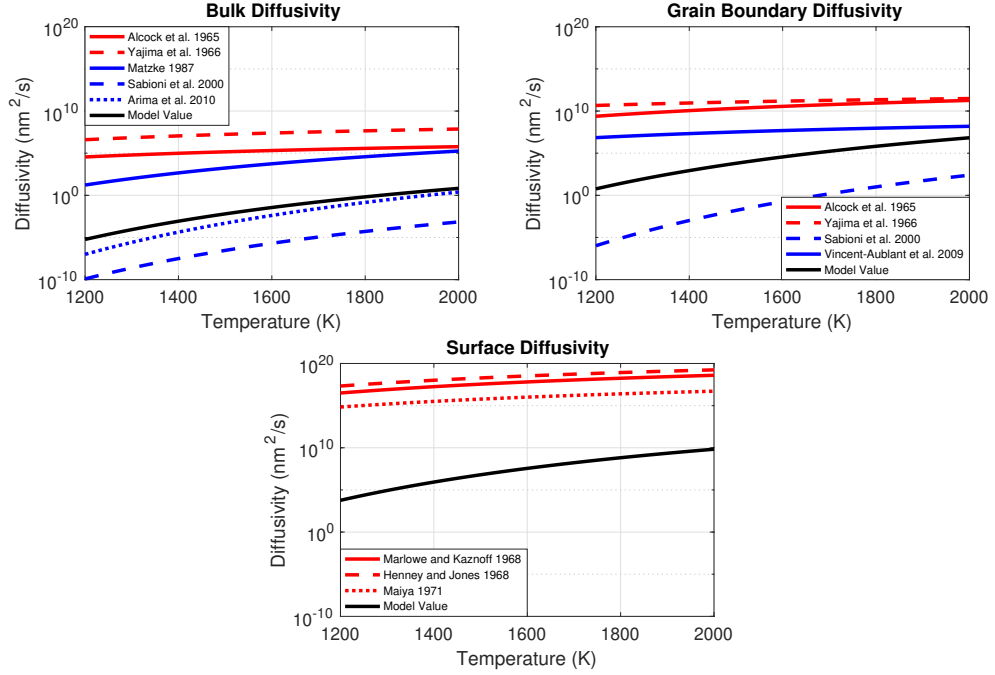 Bulk Diffusivity
10^20
10^10
10^0
10^-10
Diffusivity (nm^2/s)
Alcock et al. 1965
Yajima et al. 1966
Matzke 1987
Sabioni et al. 2000
Arima et al. 2010
Model Value
1200 1400 1600 1800 2000
Temperature (K)
Grain Boundary Diffusivity
10^20
10^10
10^0
10^-10
Diffusivity (nm^2/s)
Alcock et al. 1965
Yajima et al. 1966
Sabioni et al. 2000
Vincent-Aublant et al. 2009
Model Value
1200 1400 1600 1800 2000
Temperature (K)
Surface Diffusivity
10^20
10^10
10^0
10^-10
Diffusivity (nm^2/s)
Marlowe and Kaznoff 1968
Henney and Jones 1968
Maiya 1971
Model Value
1200 1400 1600 1800 2000
Temperature (K)